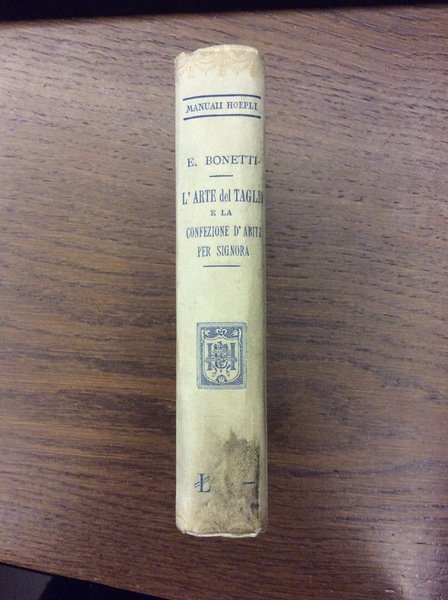 MANUALI HOEPLI
E. BONETTI
L'ARTE del TAGLIO
E LA
CONFEZIONE D'ABITI
PER SIGNORA
L —